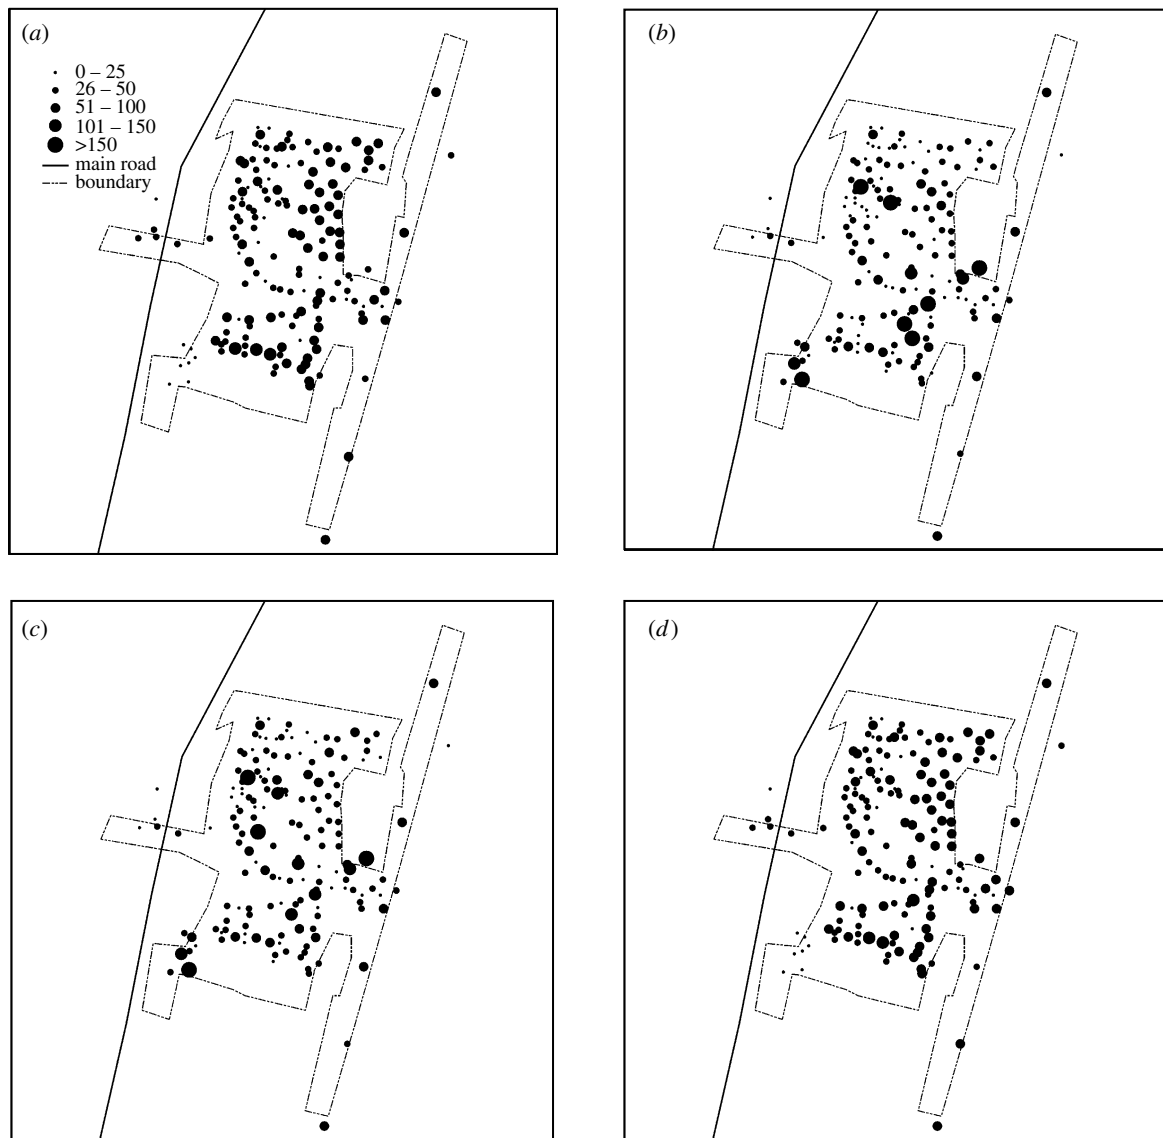 (a)
0 – 25
26 – 50
51 – 100
101 – 150
>150
main road
boundary
(b)
(c)
(d)